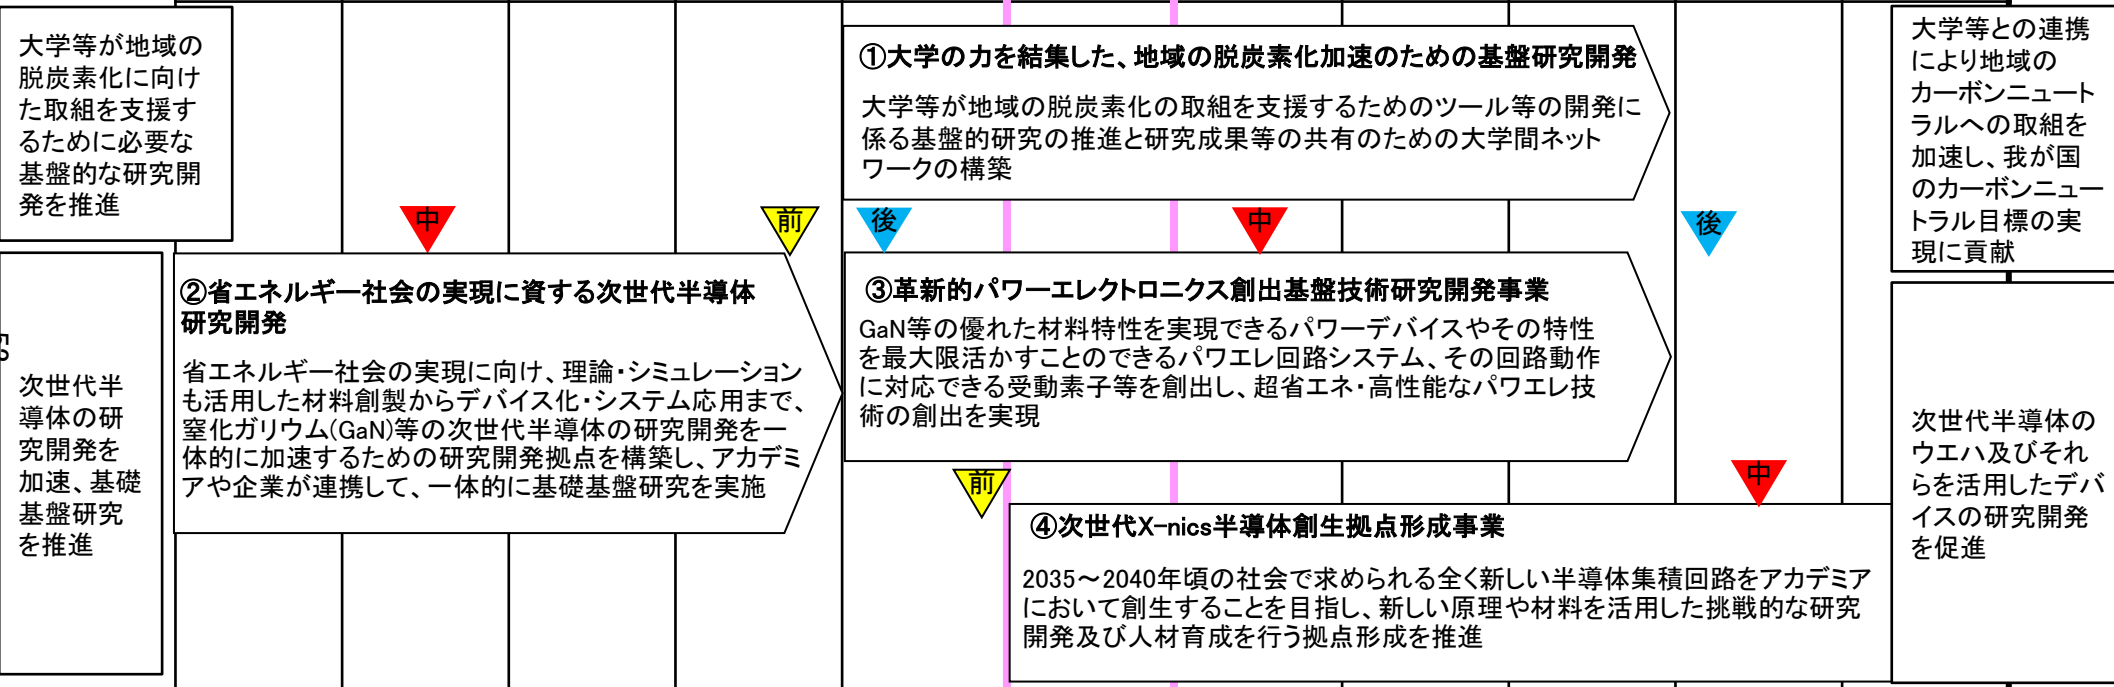 大学等が地域の
脱炭素化に向け
た取組を支援す
るために必要な
基盤的な研究開
発を推進
①大学の力を結集した、地域の脱炭素化加速のための基盤研究開発
大学等が地域の脱炭素化の取組を支援するためのツール等の開発に
係る基盤的研究の推進と研究成果等の共有のための大学間ネット
ワークの構築
大学等との連携
により地域の
カーボンニュート
ラルへの取組を
加速し、我が国
のカーボンニュー
トラル目標の実
現に貢献
中
前
後
中
後
次世代半
導体の研
究開発を
加速、基礎
基盤研究
を推進
②省エネルギー社会の実現に資する次世代半導体
研究開発
省エネルギー社会の実現に向け、理論・シミュレーション
も活用した材料創製からデバイス化・システム応用まで、
窒化ガリウム(GaN)等の次世代半導体の研究開発を一
体的に加速するための研究開発拠点を構築し、アカデミ
アや企業が連携して、一体的に基礎基盤研究を実施
③革新的パワーエレクトロニクス創出基盤技術研究開発事業
GaN等の優れた材料特性を実現できるパワーデバイスやその特性
を最大限活かすことのできるパワエレ回路システム、その回路動作
に対応できる受動素子等を創出し、超省エネ・高性能なパワエレ技
術の創出を実現
前
中
④次世代X-nics半導体創生拠点形成事業
2035～2040年頃の社会で求められる全く新しい半導体集積回路をアカデミア
において創生することを目指し、新しい原理や材料を活用した挑戦的な研究
開発及び人材育成を行う拠点形成を推進
次世代半導体の
ウエハ及びそれ
らを活用したデバ
イスの研究開発
を促進